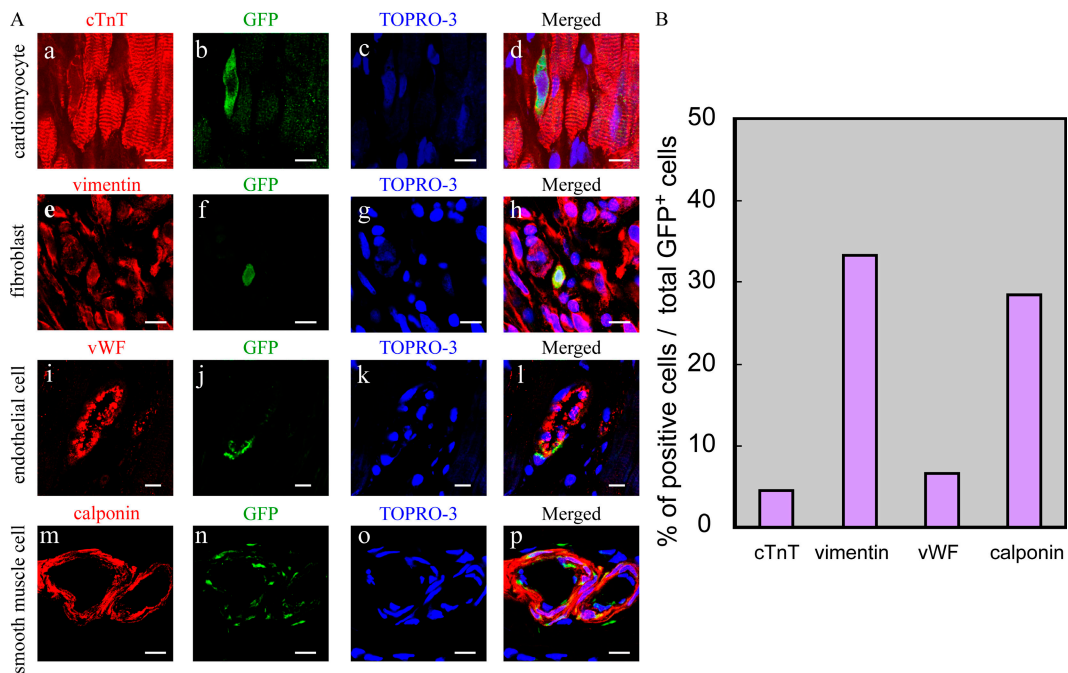 A
cTnT GFP TOPRO-3 Merged
cardiomyocyte
a b c d
vimentin GFP TOPRO-3 Merged
fibroblast
e f g h
vWF GFP TOPRO-3 Merged
endothelial cell
i j k l
calponin GFP TOPRO-3 Merged
smooth muscle cell
m n o p
B
% of positive cells / total GFP⁺ cells
50
40
30
20
10
0
cTnT vimentin vWF calponin